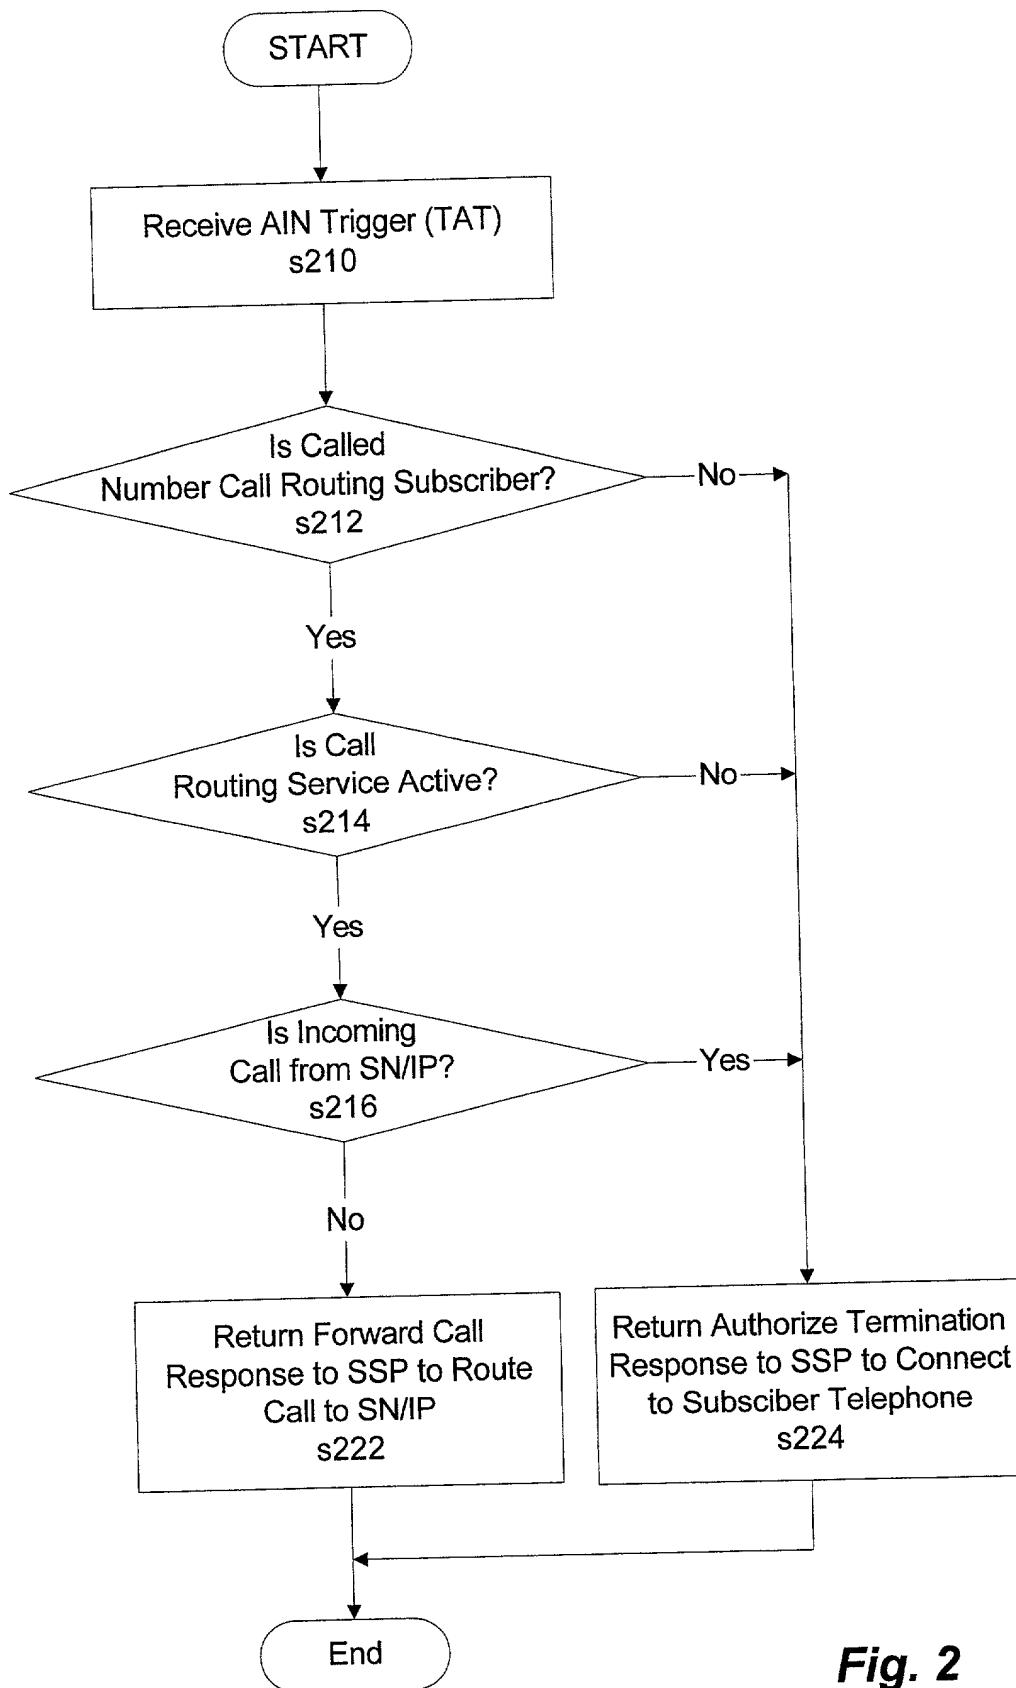 START
Receive AIN Trigger (TAT)
s210
Is Called
Number Call Routing Subscriber?
s212
No
Yes
Is Call
Routing Service Active?
s214
No
Yes
Is Incoming
Call from SN/IP?
s216
Yes
No
Return Forward Call
Response to SSP to Route
Call to SN/IP
s222
Return Authorize Termination
Response to SSP to Connect
to Subsciber Telephone
s224
End
Fig. 2